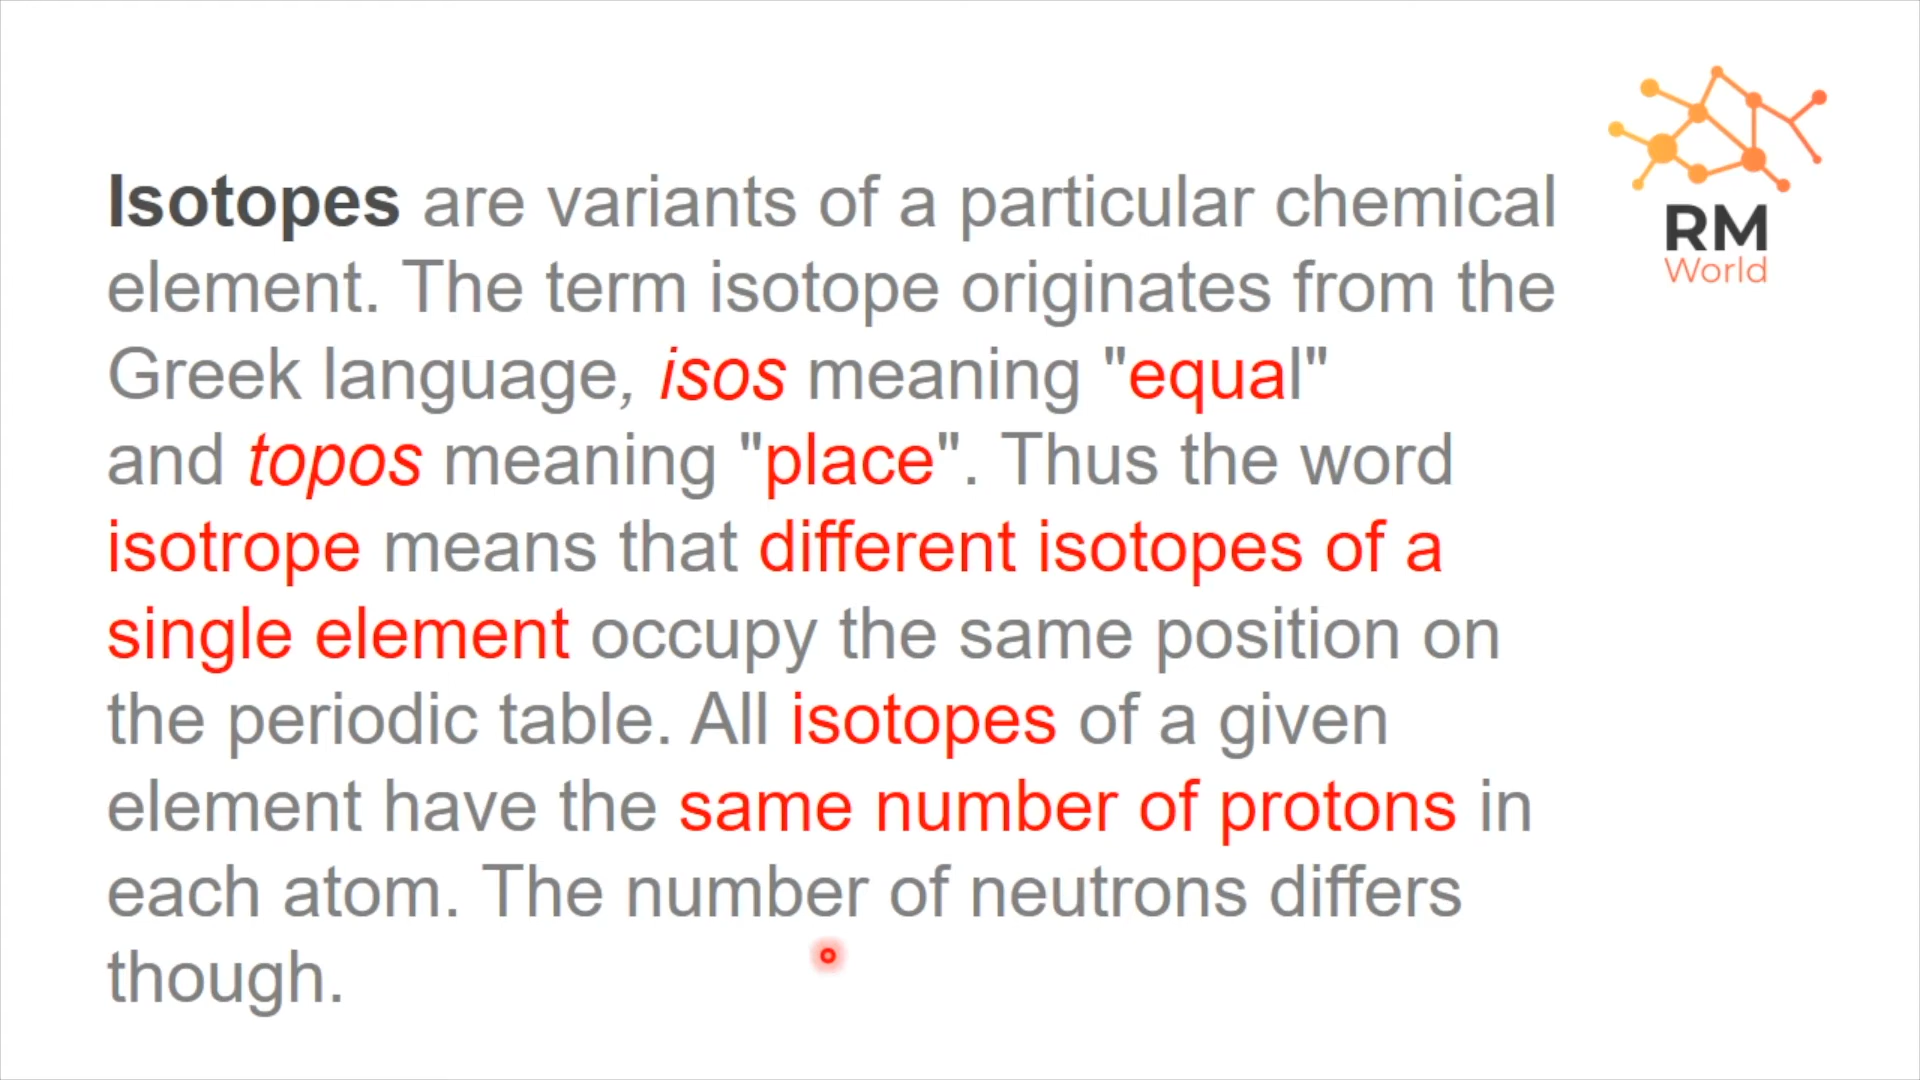 Isotopes are variants of a particular chemical
element. The term isotope originates from the
Greek language, isos meaning "equal"
and topos meaning "place". Thus the word
isotrope means that different isotopes of a
single element occupy the same position on
the periodic table. All isotopes of a given
element have the same number of protons in
each atom. The number of neutrons differs
though.
RM
World